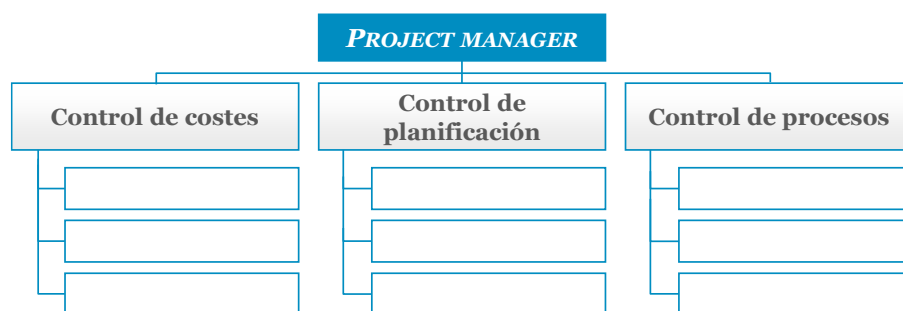 PROJECT MANAGER
Control de costes
Control de
planificación
Control de procesos